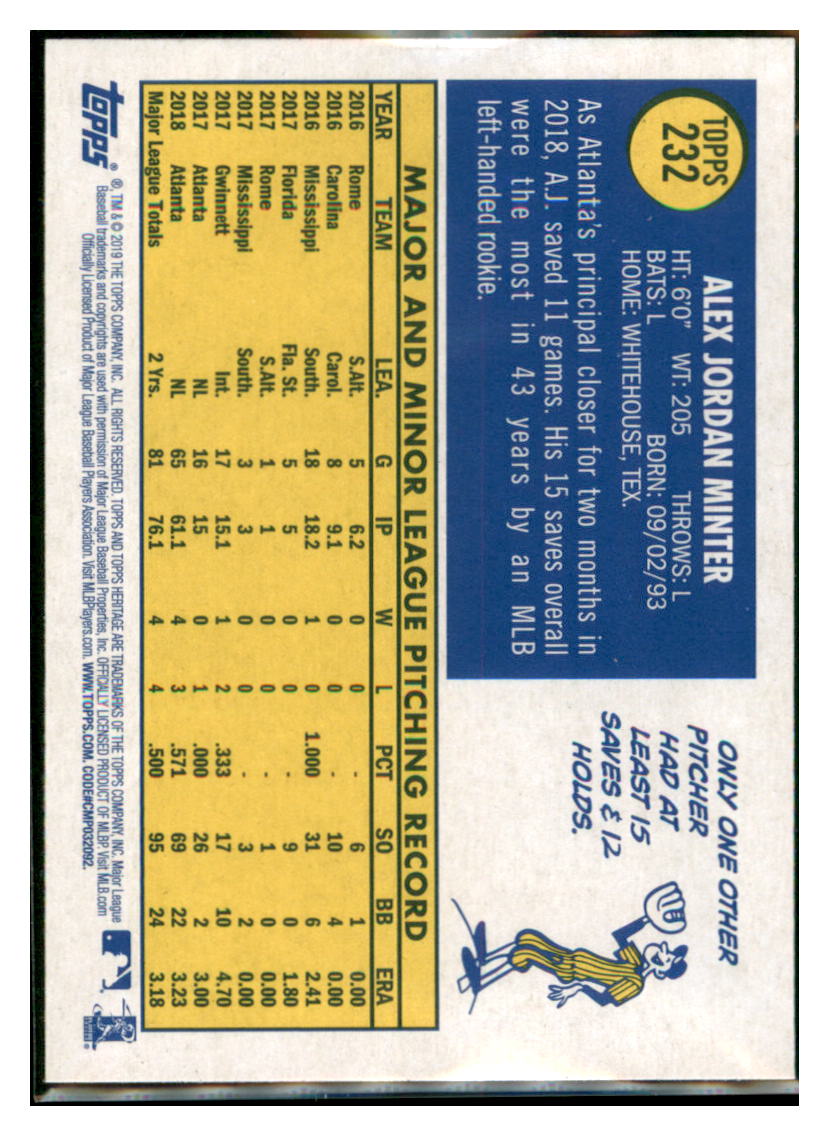 TOPPS
232
ALEX JORDAN MINTER
HT: 6'0" WT: 205 THROWS: L
BATS: L BORN: 09/02/93
HOME: WHITEHOUSE, TEX.
As Atlanta's principal closer for two months in
2018, A.J. saved 11 games. His 15 saves overall
were the most in 43 years by an MLB
left-handed rookie.
ONLY ONE OTHER
PITCHER
HAD AT
LEAST 15
SAVES & 12
HOLDS.
MAJOR AND MINOR LEAGUE PITCHING RECORD
YEAR TEAM LEA. G IP W L PCT SO BB ERA
2016 Rome S.Alt. 5 6.2 0 0 - 6 1 0.00
2016 Carolina Carol. 8 9.1 0 0 - 10 4 0.00
2016 Mississippi South. 18 18.2 1 0 1.000 31 6 2.41
2017 Florida Fla. St. 5 5 0 0 - 9 0 1.80
2017 Rome S.Alt. 1 1 0 0 - 1 0 0.00
2017 Mississippi South. 3 3 0 0 - 3 2 0.00
2017 Gwinnett Int. 17 15.1 1 2 .333 17 10 4.70
2017 Atlanta NL 16 15 0 1 .000 26 2 3.00
2018 Atlanta NL 65 61.1 4 3 .571 69 22 3.23
Major League Totals 2 Yrs. 81 76.1 4 4 .500 95 24 3.18
topps® ®, TM & © 2019 THE TOPPS COMPANY, INC. ALL RIGHTS RESERVED. TOPPS AND TOPPS HERITAGE ARE TRADEMARKS OF THE TOPPS COMPANY, INC. Major League
Baseball trademarks and copyrights are used with permission of Major League Baseball Properties, Inc. OFFICIALLY LICENSED PRODUCT OF MLBP. Visit MLB.com
Officially Licensed Product of Major League Baseball Players Association. Visit MLBPlayers.com. WWW.TOPPS.COM. CODE#CMP032092.